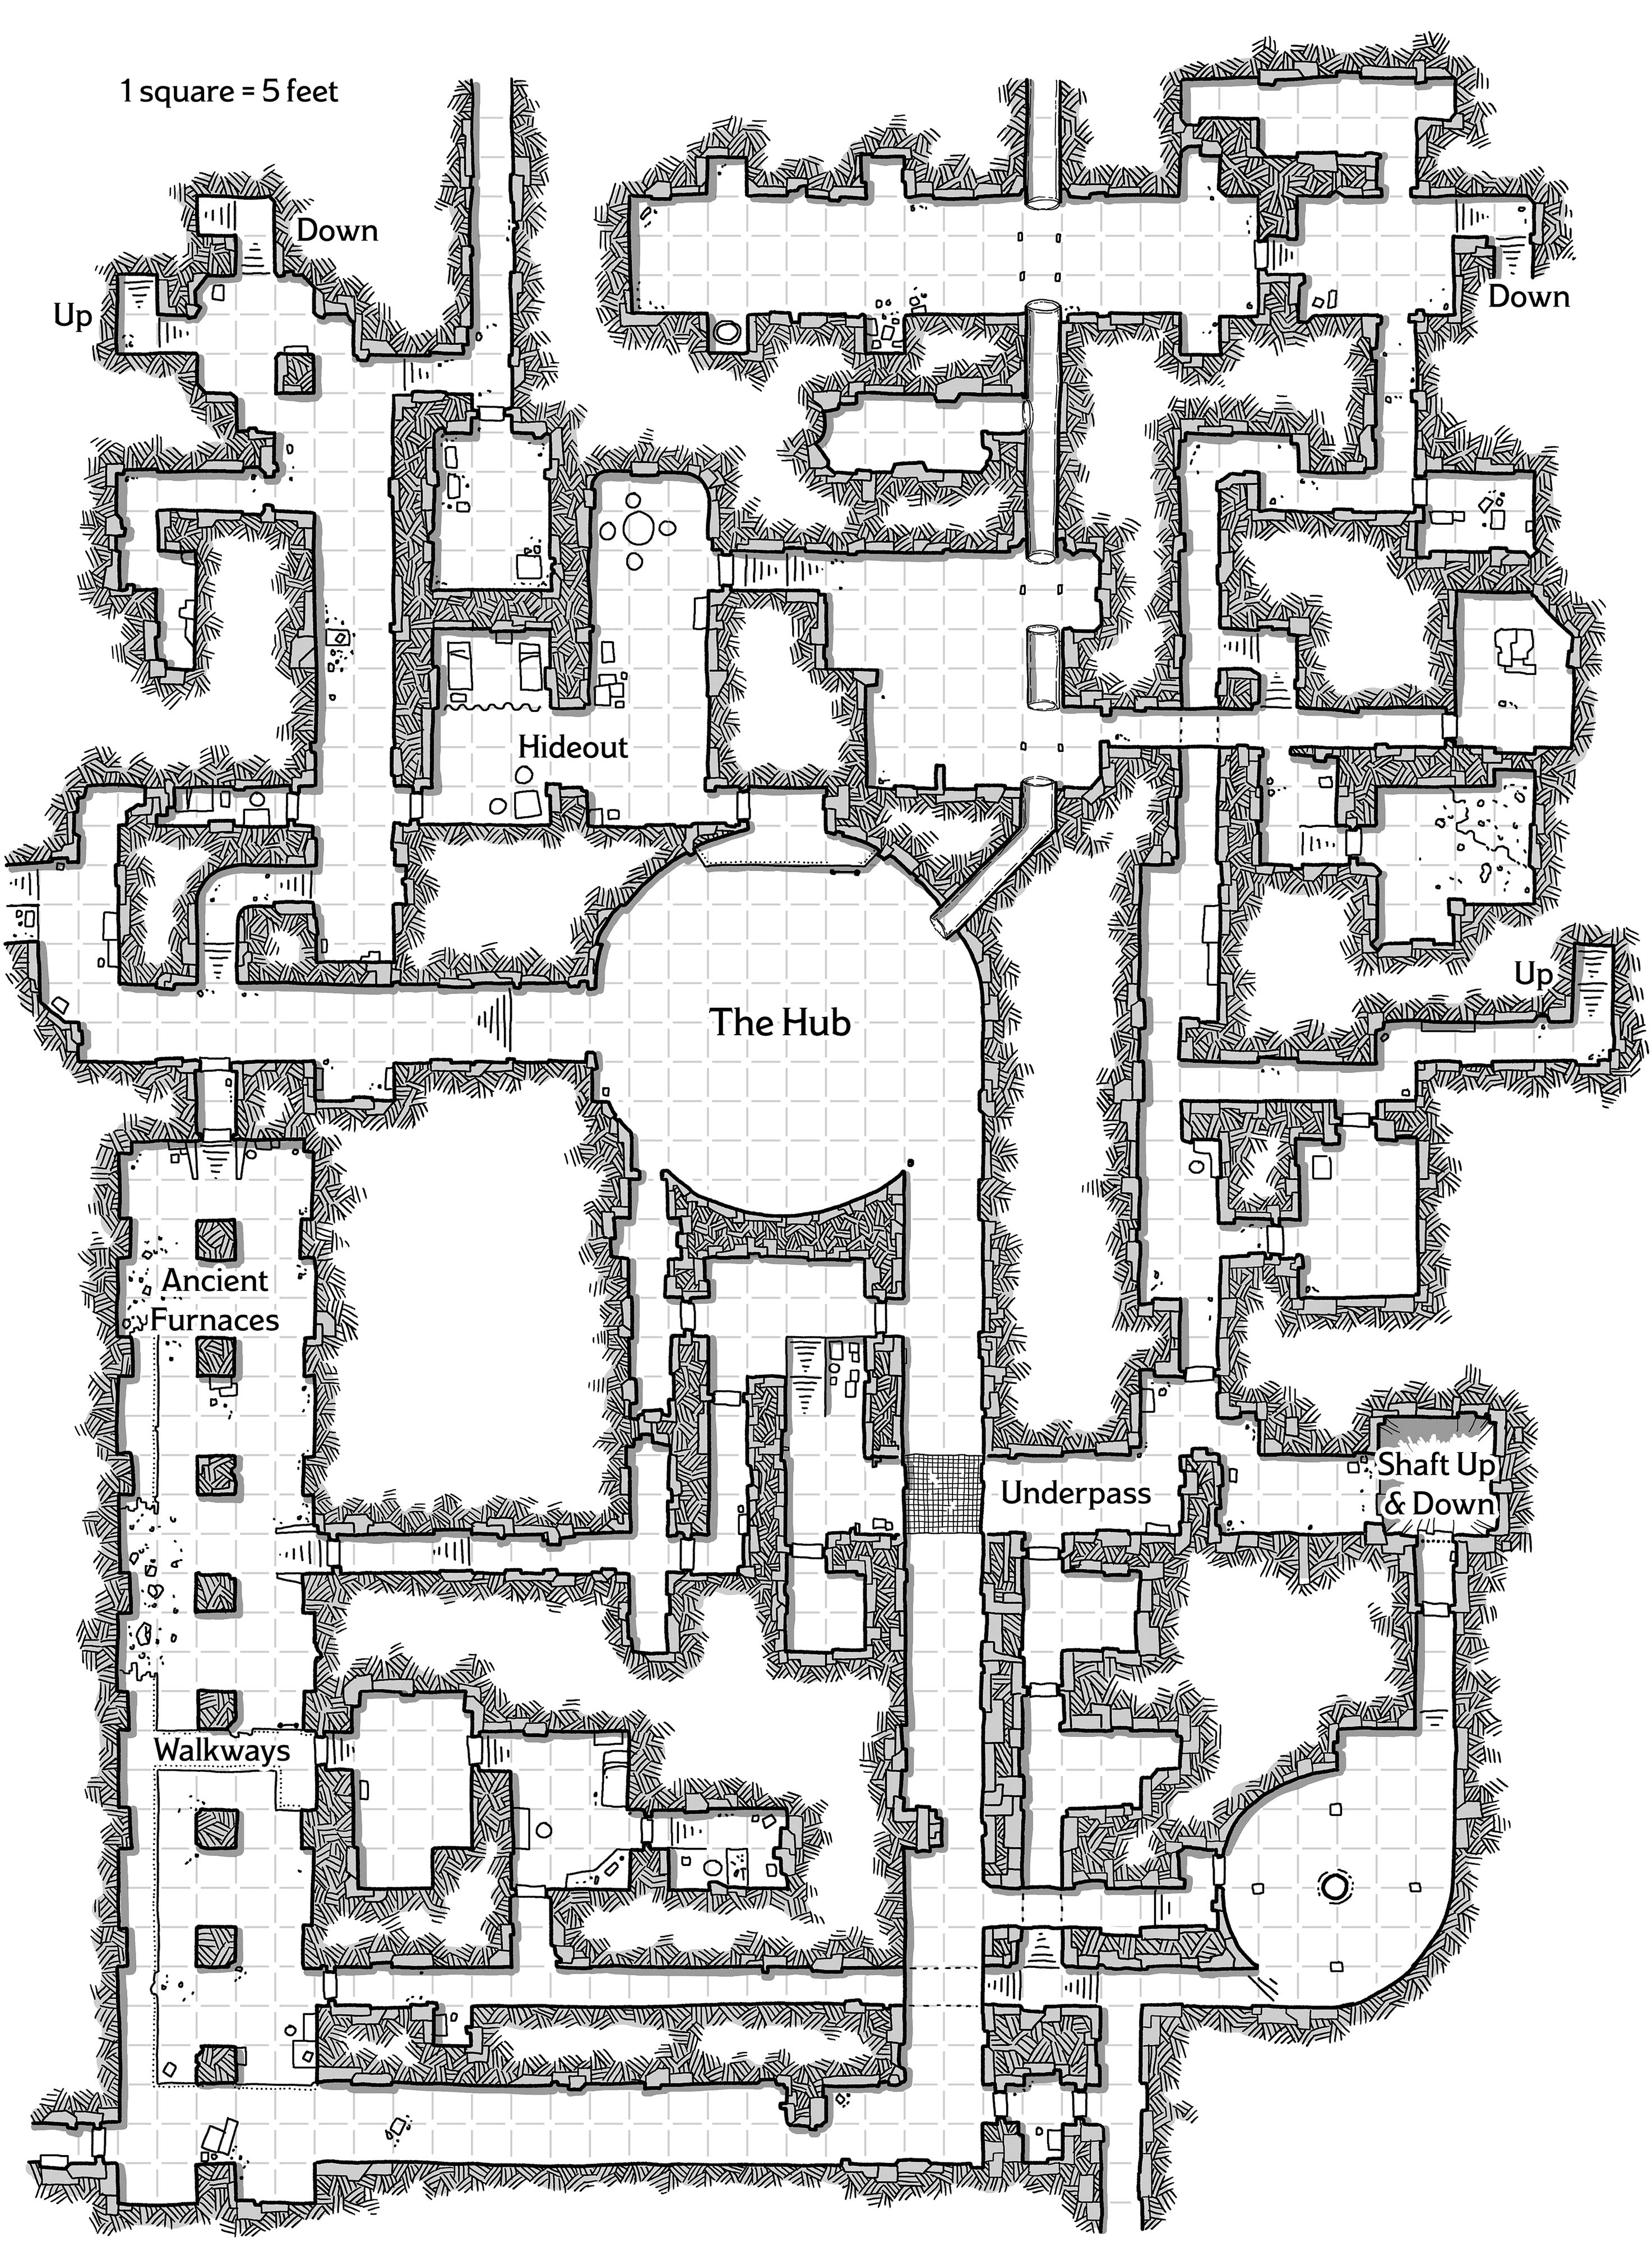 1 square = 5 feet
Down
Up
Down
Hideout
Up
The Hub
Ancient
Furnaces
Shaft Up
& Down
Underpass
Walkways